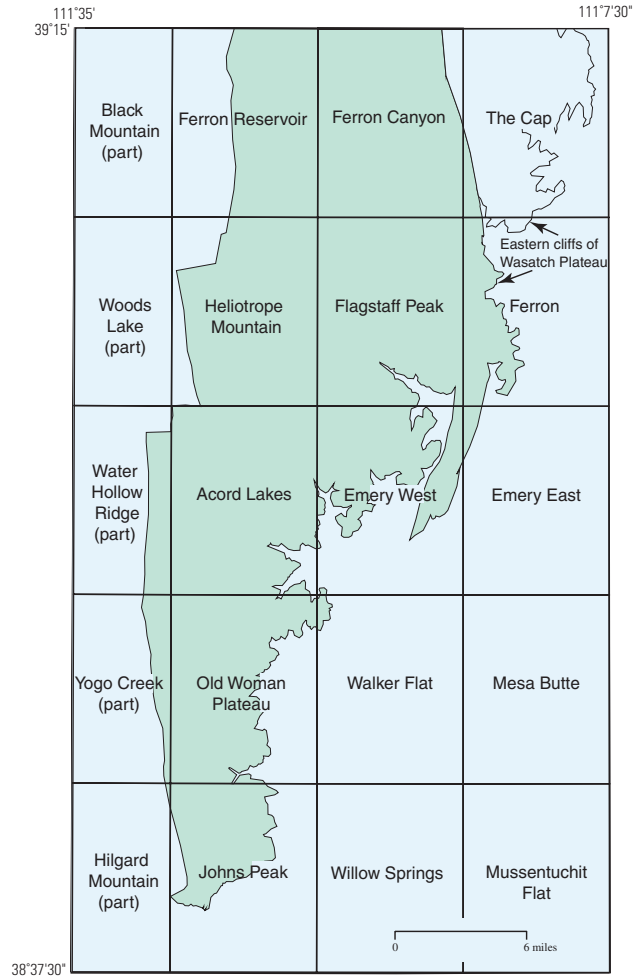 111°35'
111°7'30"
39°15'
Black
Mountain
(part)
Ferron Reservoir
Ferron Canyon
The Cap
Eastern cliffs of
Wasatch Plateau
Woods
Lake
(part)
Heliotrope
Mountain
Flagstaff Peak
Ferron
Water
Hollow
Ridge
(part)
Acord Lakes
Emery West
Emery East
Yogo Creek
(part)
Old Woman
Plateau
Walker Flat
Mesa Butte
Hilgard
Mountain
(part)
Johns Peak
Willow Springs
Mussentuchit
Flat
0
6 miles
38°37'30"